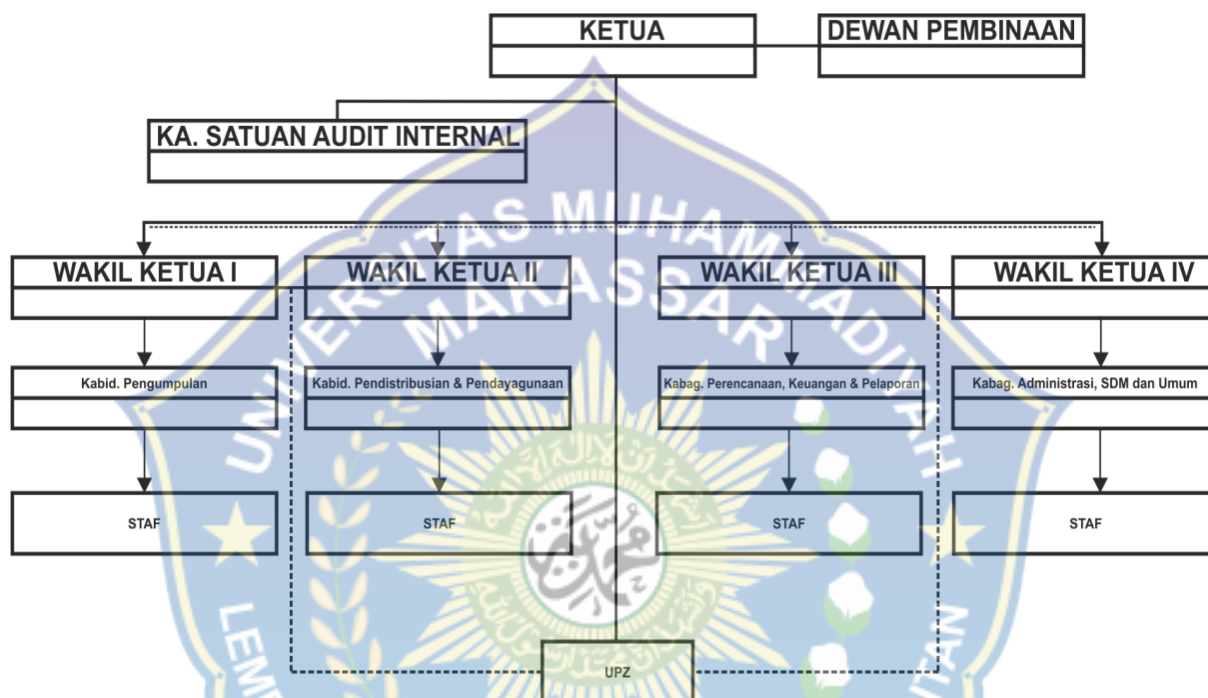 KETUA
DEWAN PEMBINAAN
KA. SATUAN AUDIT INTERNAL
UNIVERSITAS MUHAMMADIYAH
MAKASSAR
WAKIL KETUA I
WAKIL KETUA II
WAKIL KETUA III
WAKIL KETUA IV
Kabid. Pengumpulan
Kabid. Pendistribusian & Pendayagunaan
Kabag. Perencanaan, Keuangan & Pelaporan
Kabag. Administrasi, SDM dan Umum
STAF
STAF
STAF
STAF
UPZ